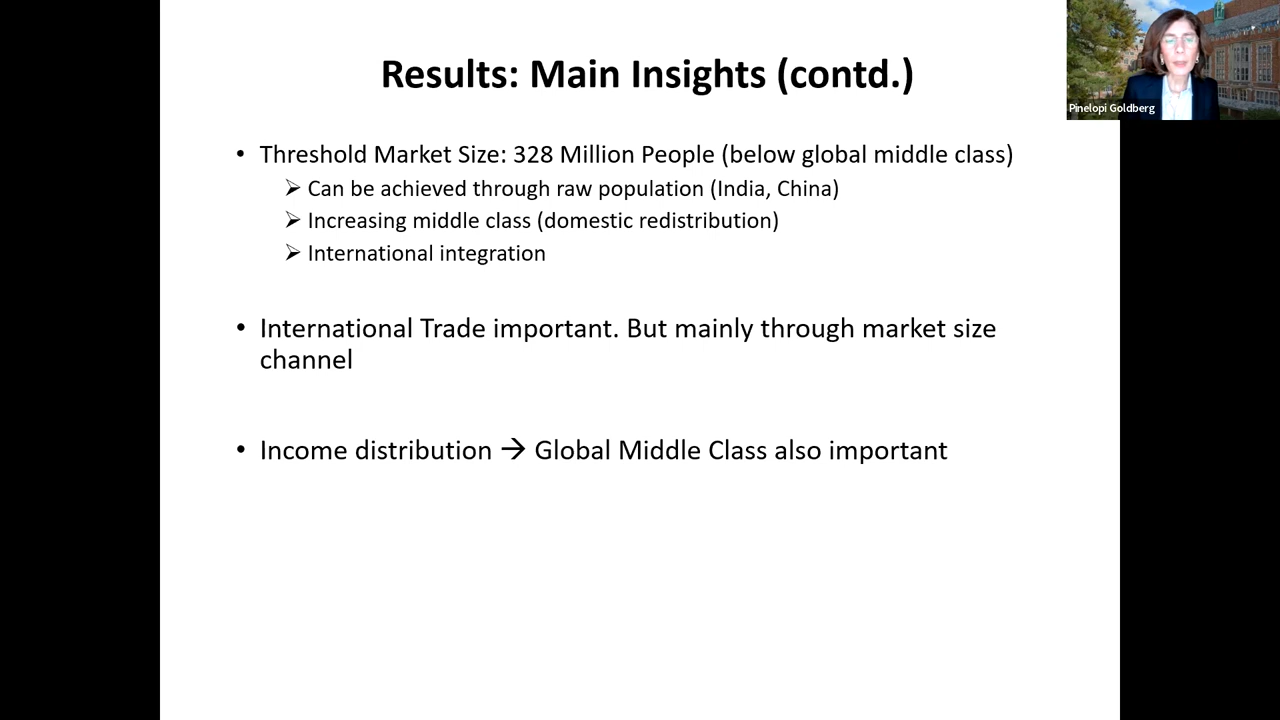 Results: Main Insights (contd.)
Pinelopi Goldberg
• Threshold Market Size: 328 Million People (below global middle class)
➢ Can be achieved through raw population (India, China)
➢ Increasing middle class (domestic redistribution)
➢ International integration
• International Trade important. But mainly through market size
channel
• Income distribution → Global Middle Class also important